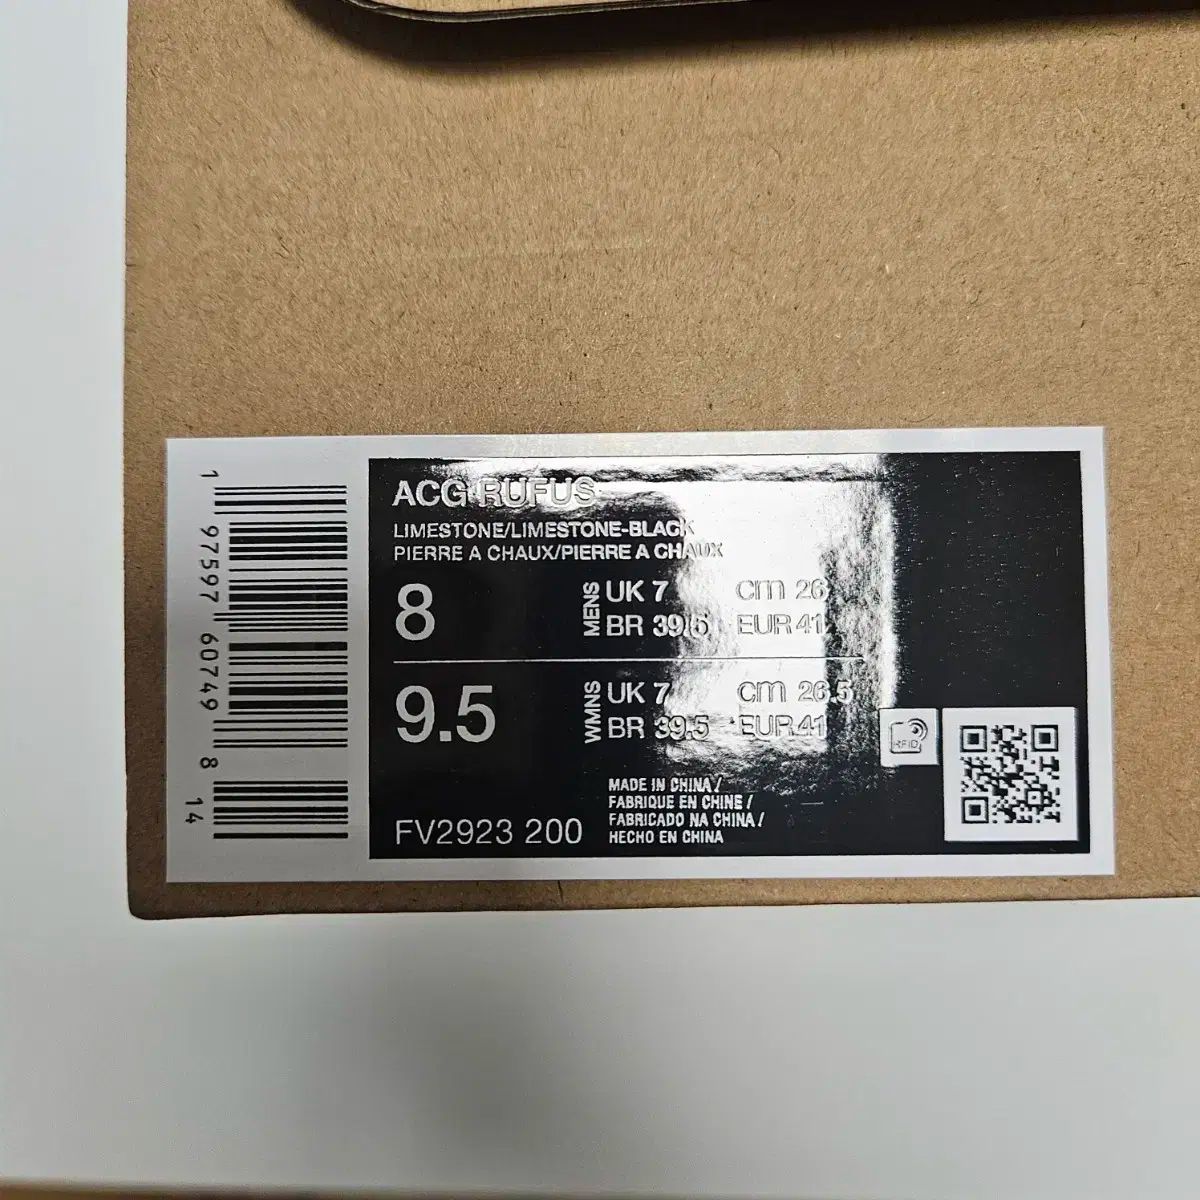 ACG RUFUS
LIMESTONE/LIMESTONE-BLACK
PIERRE A CHAUX/PIERRE A CHAUX
8
MENS
UK 7 cm 26
BR 39.5 EUR 41
9.5
WMNS
UK 7 cm 26.5
BR 39.5 EUR 41
FV2923 200
MADE IN CHINA /
FABRIQUE EN CHINE /
FABRICADO NA CHINA /
HECHO EN CHINA
RFID
1 97597 60749 8 14